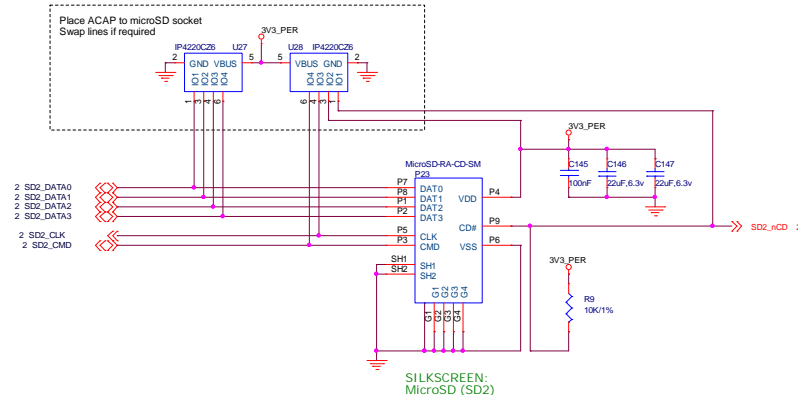 Place ACAP to microSD socket
Swap lines if required
3V3_PER
IP4220CZ6 U27 U28 IP4220CZ6
2 GND VBUS 5 5 VBUS GND 2
IO1 IO2 IO3 IO4 IO4 IO3 IO2 IO1
1 3 4 6 6 4 3 1
3V3_PER
MicroSD-RA-CD-SM
P23
C145 C146 C147
100nF 22uF,6.3v 22uF,6.3v
2 SD2_DATA0 P7 DAT0
2 SD2_DATA1 P8 DAT1 VDD P4
2 SD2_DATA2 P1 DAT2
2 SD2_DATA3 P2 DAT3
CD# P9 SD2_nCD 2
2 SD2_CLK P5 CLK
2 SD2_CMD P3 CMD VSS P6
SH1 SH1
SH2 SH2
3V3_PER
G1 G2 G3 G4
G1 G2 G3 G4
R9
10K/1%
SILKSCREEN:
MicroSD (SD2)